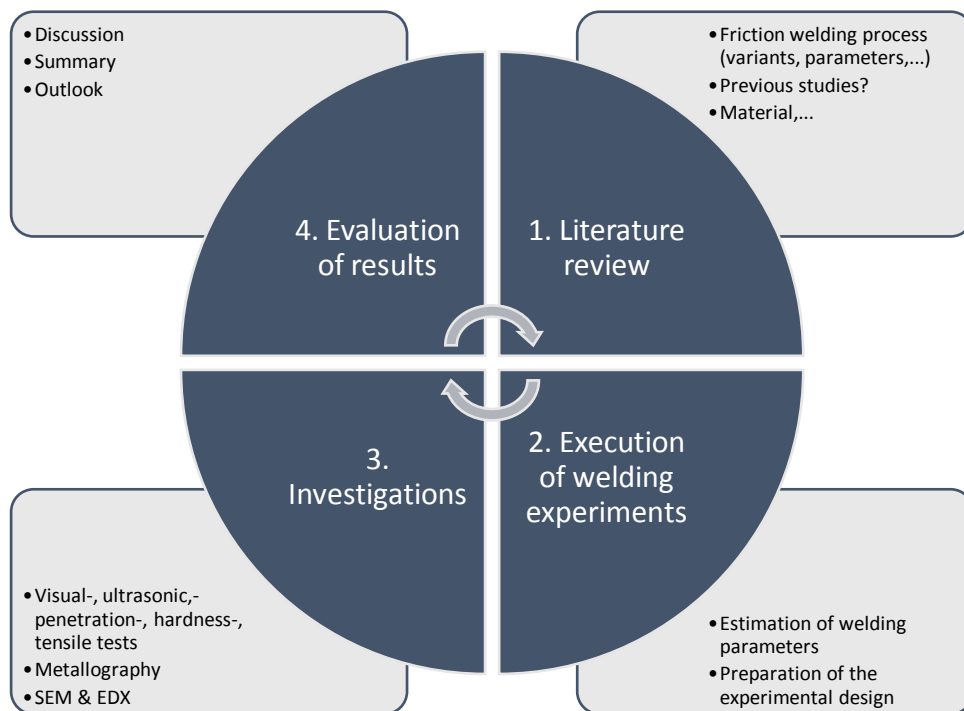 • Discussion
• Summary
• Outlook
• Friction welding process
(variants, parameters,...)
• Previous studies?
• Material,...
4. Evaluation
of results
1. Literature
review
3.
Investigations
2. Execution
of welding
experiments
• Visual-, ultrasonic,-
penetration-, hardness-,
tensile tests
• Metallography
• SEM & EDX
• Estimation of welding
parameters
• Preparation of the
experimental design